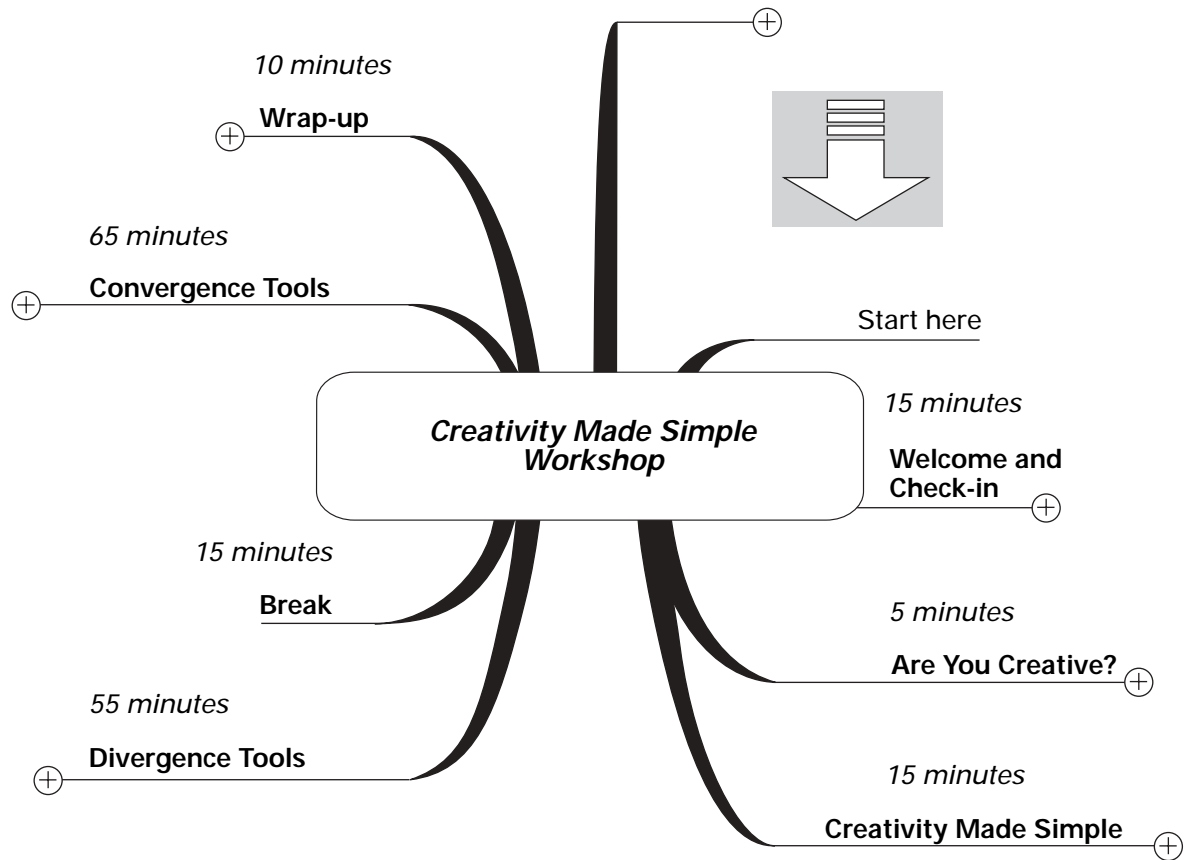 10 minutes
Wrap-up
65 minutes
Convergence Tools
Start here
Creativity Made Simple
Workshop
15 minutes
Welcome and
Check-in
15 minutes
Break
5 minutes
Are You Creative?
55 minutes
Divergence Tools
15 minutes
Creativity Made Simple